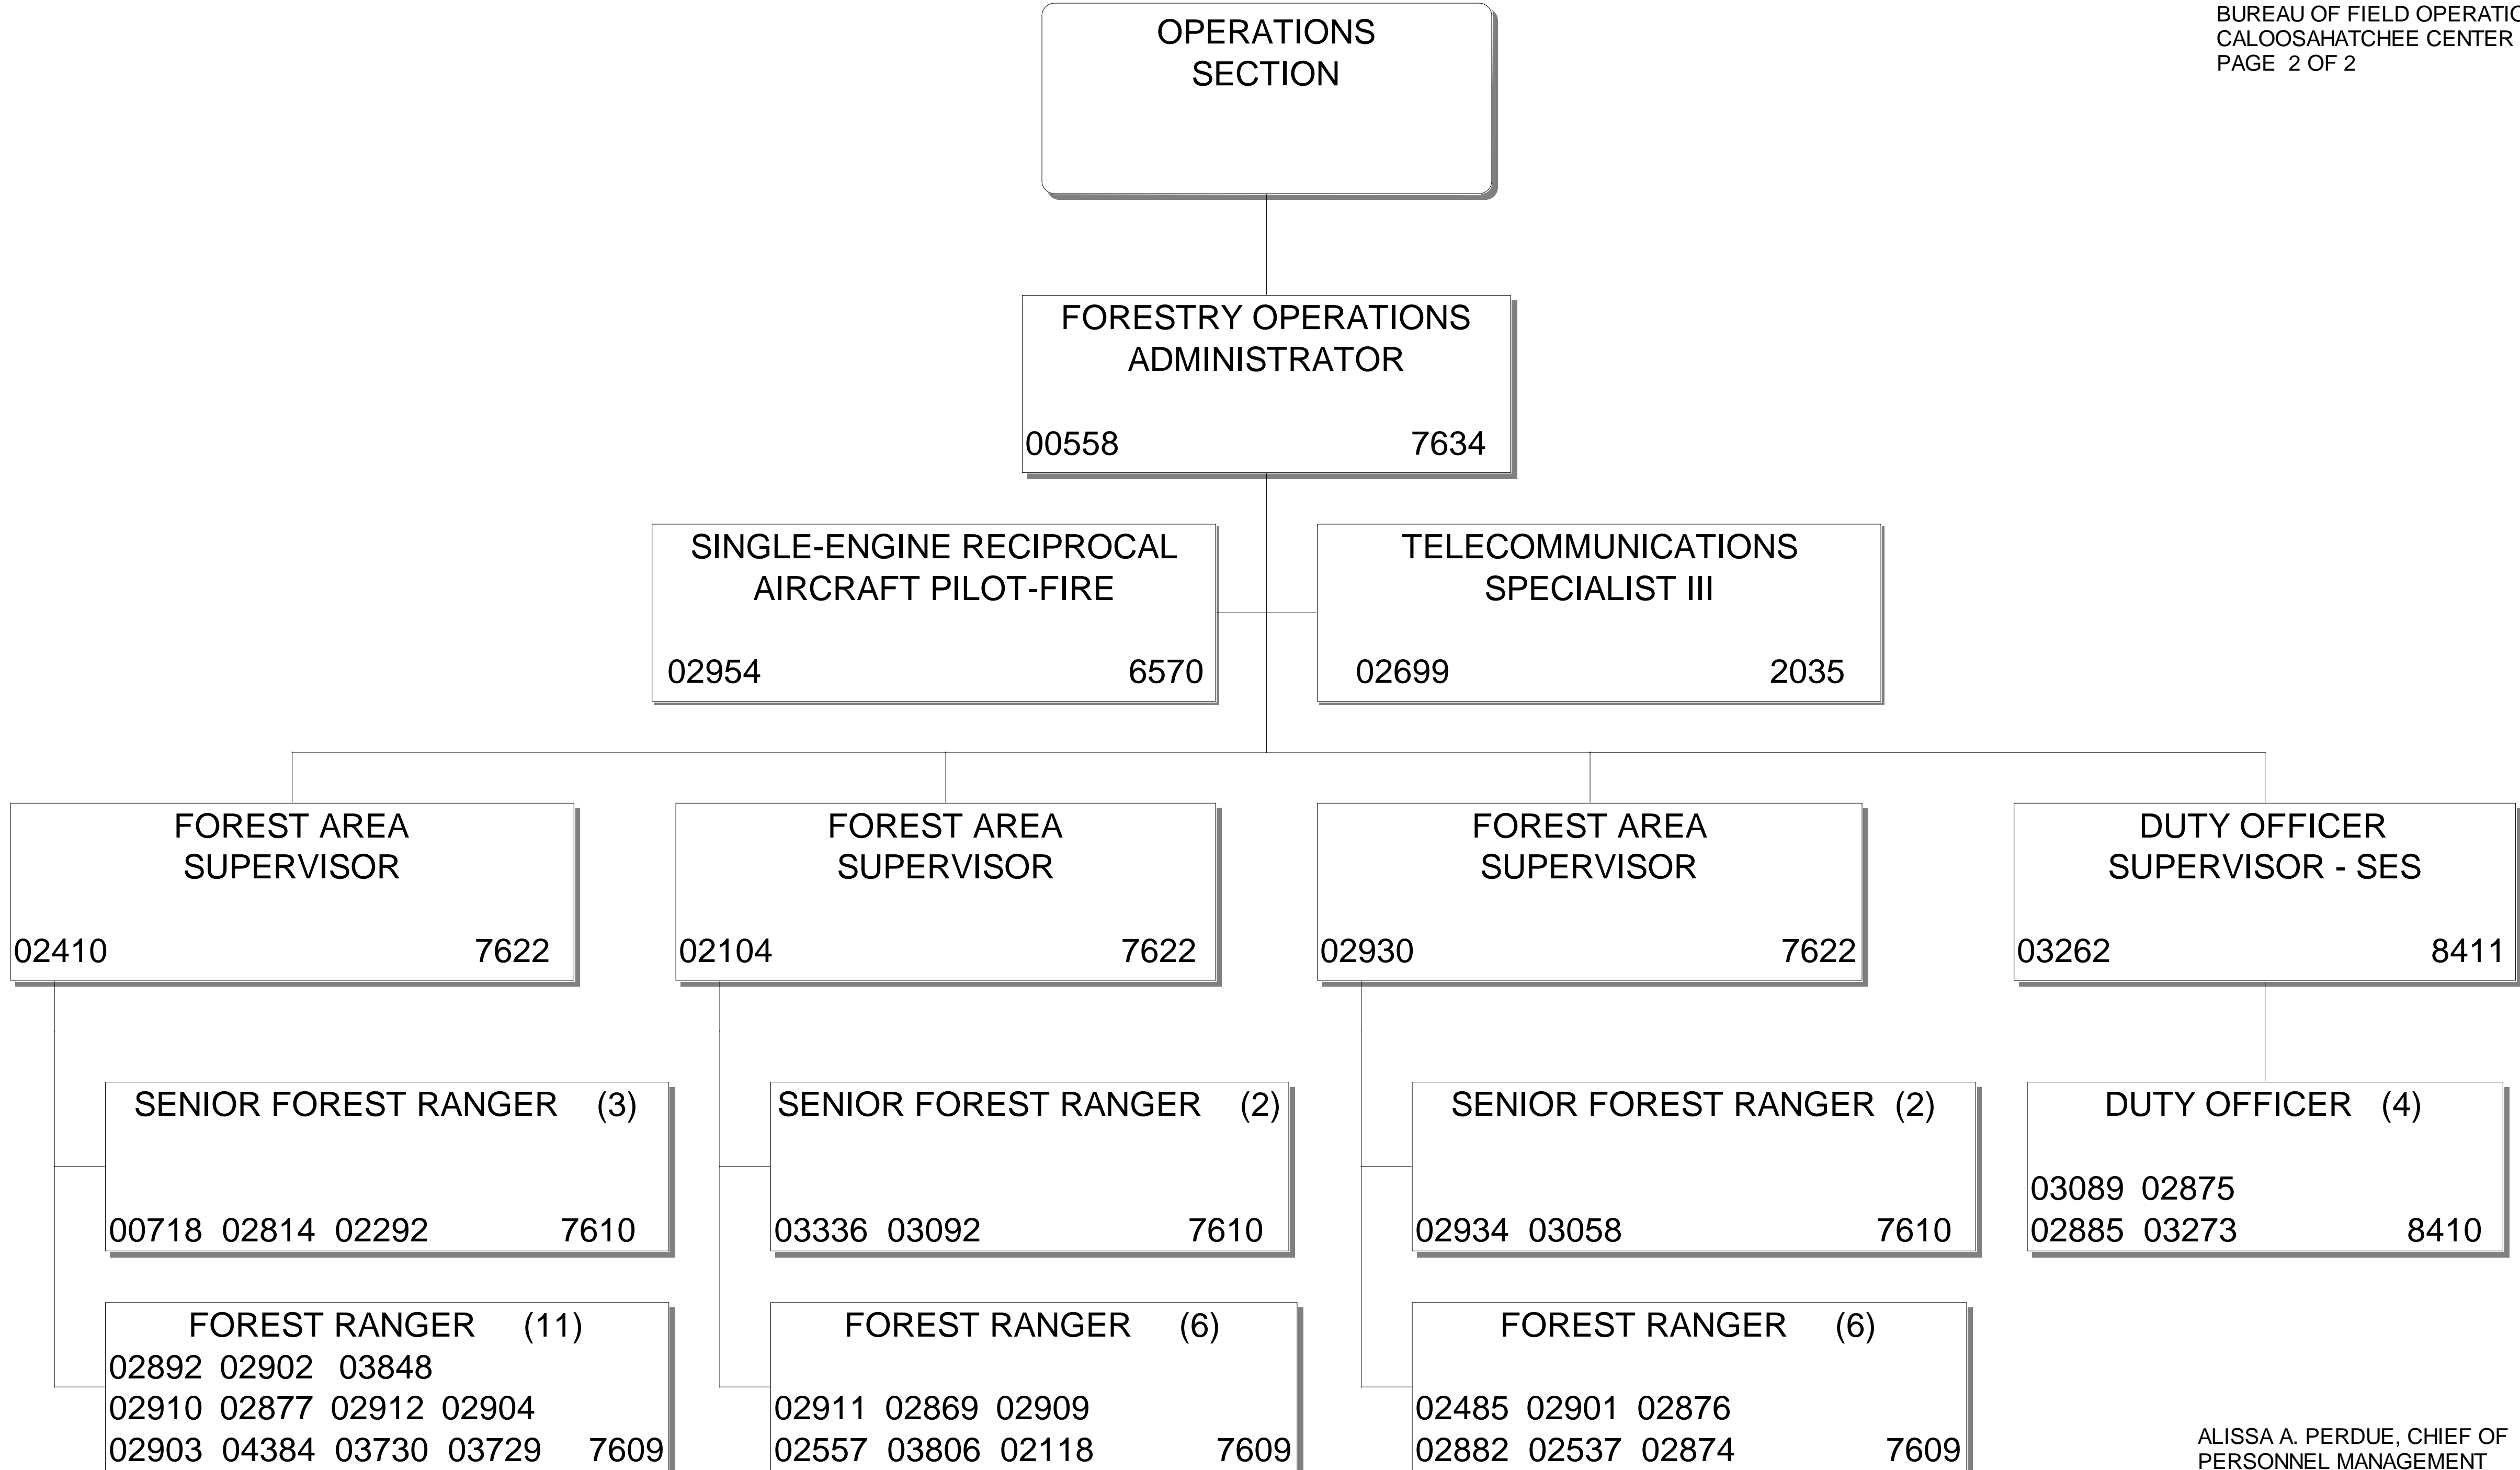 BUREAU OF FIELD OPERATIO
CALOOSAHATCHEE CENTER
PAGE 2 OF 2
OPERATIONS
SECTION
FORESTRY OPERATIONS
ADMINISTRATOR
00558 7634
SINGLE-ENGINE RECIPROCAL
AIRCRAFT PILOT-FIRE
02954 6570
TELECOMMUNICATIONS
SPECIALIST III
02699 2035
FOREST AREA
SUPERVISOR
02410 7622
FOREST AREA
SUPERVISOR
02104 7622
FOREST AREA
SUPERVISOR
02930 7622
DUTY OFFICER
SUPERVISOR - SES
03262 8411
SENIOR FOREST RANGER (3)
00718 02814 02292 7610
SENIOR FOREST RANGER (2)
03336 03092 7610
SENIOR FOREST RANGER (2)
02934 03058 7610
DUTY OFFICER (4)
03089 02875
02885 03273 8410
FOREST RANGER (11)
02892 02902 03848
02910 02877 02912 02904
02903 04384 03730 03729 7609
FOREST RANGER (6)
02911 02869 02909
02557 03806 02118 7609
FOREST RANGER (6)
02485 02901 02876
02882 02537 02874 7609
ALISSA A. PERDUE, CHIEF OF
PERSONNEL MANAGEMENT